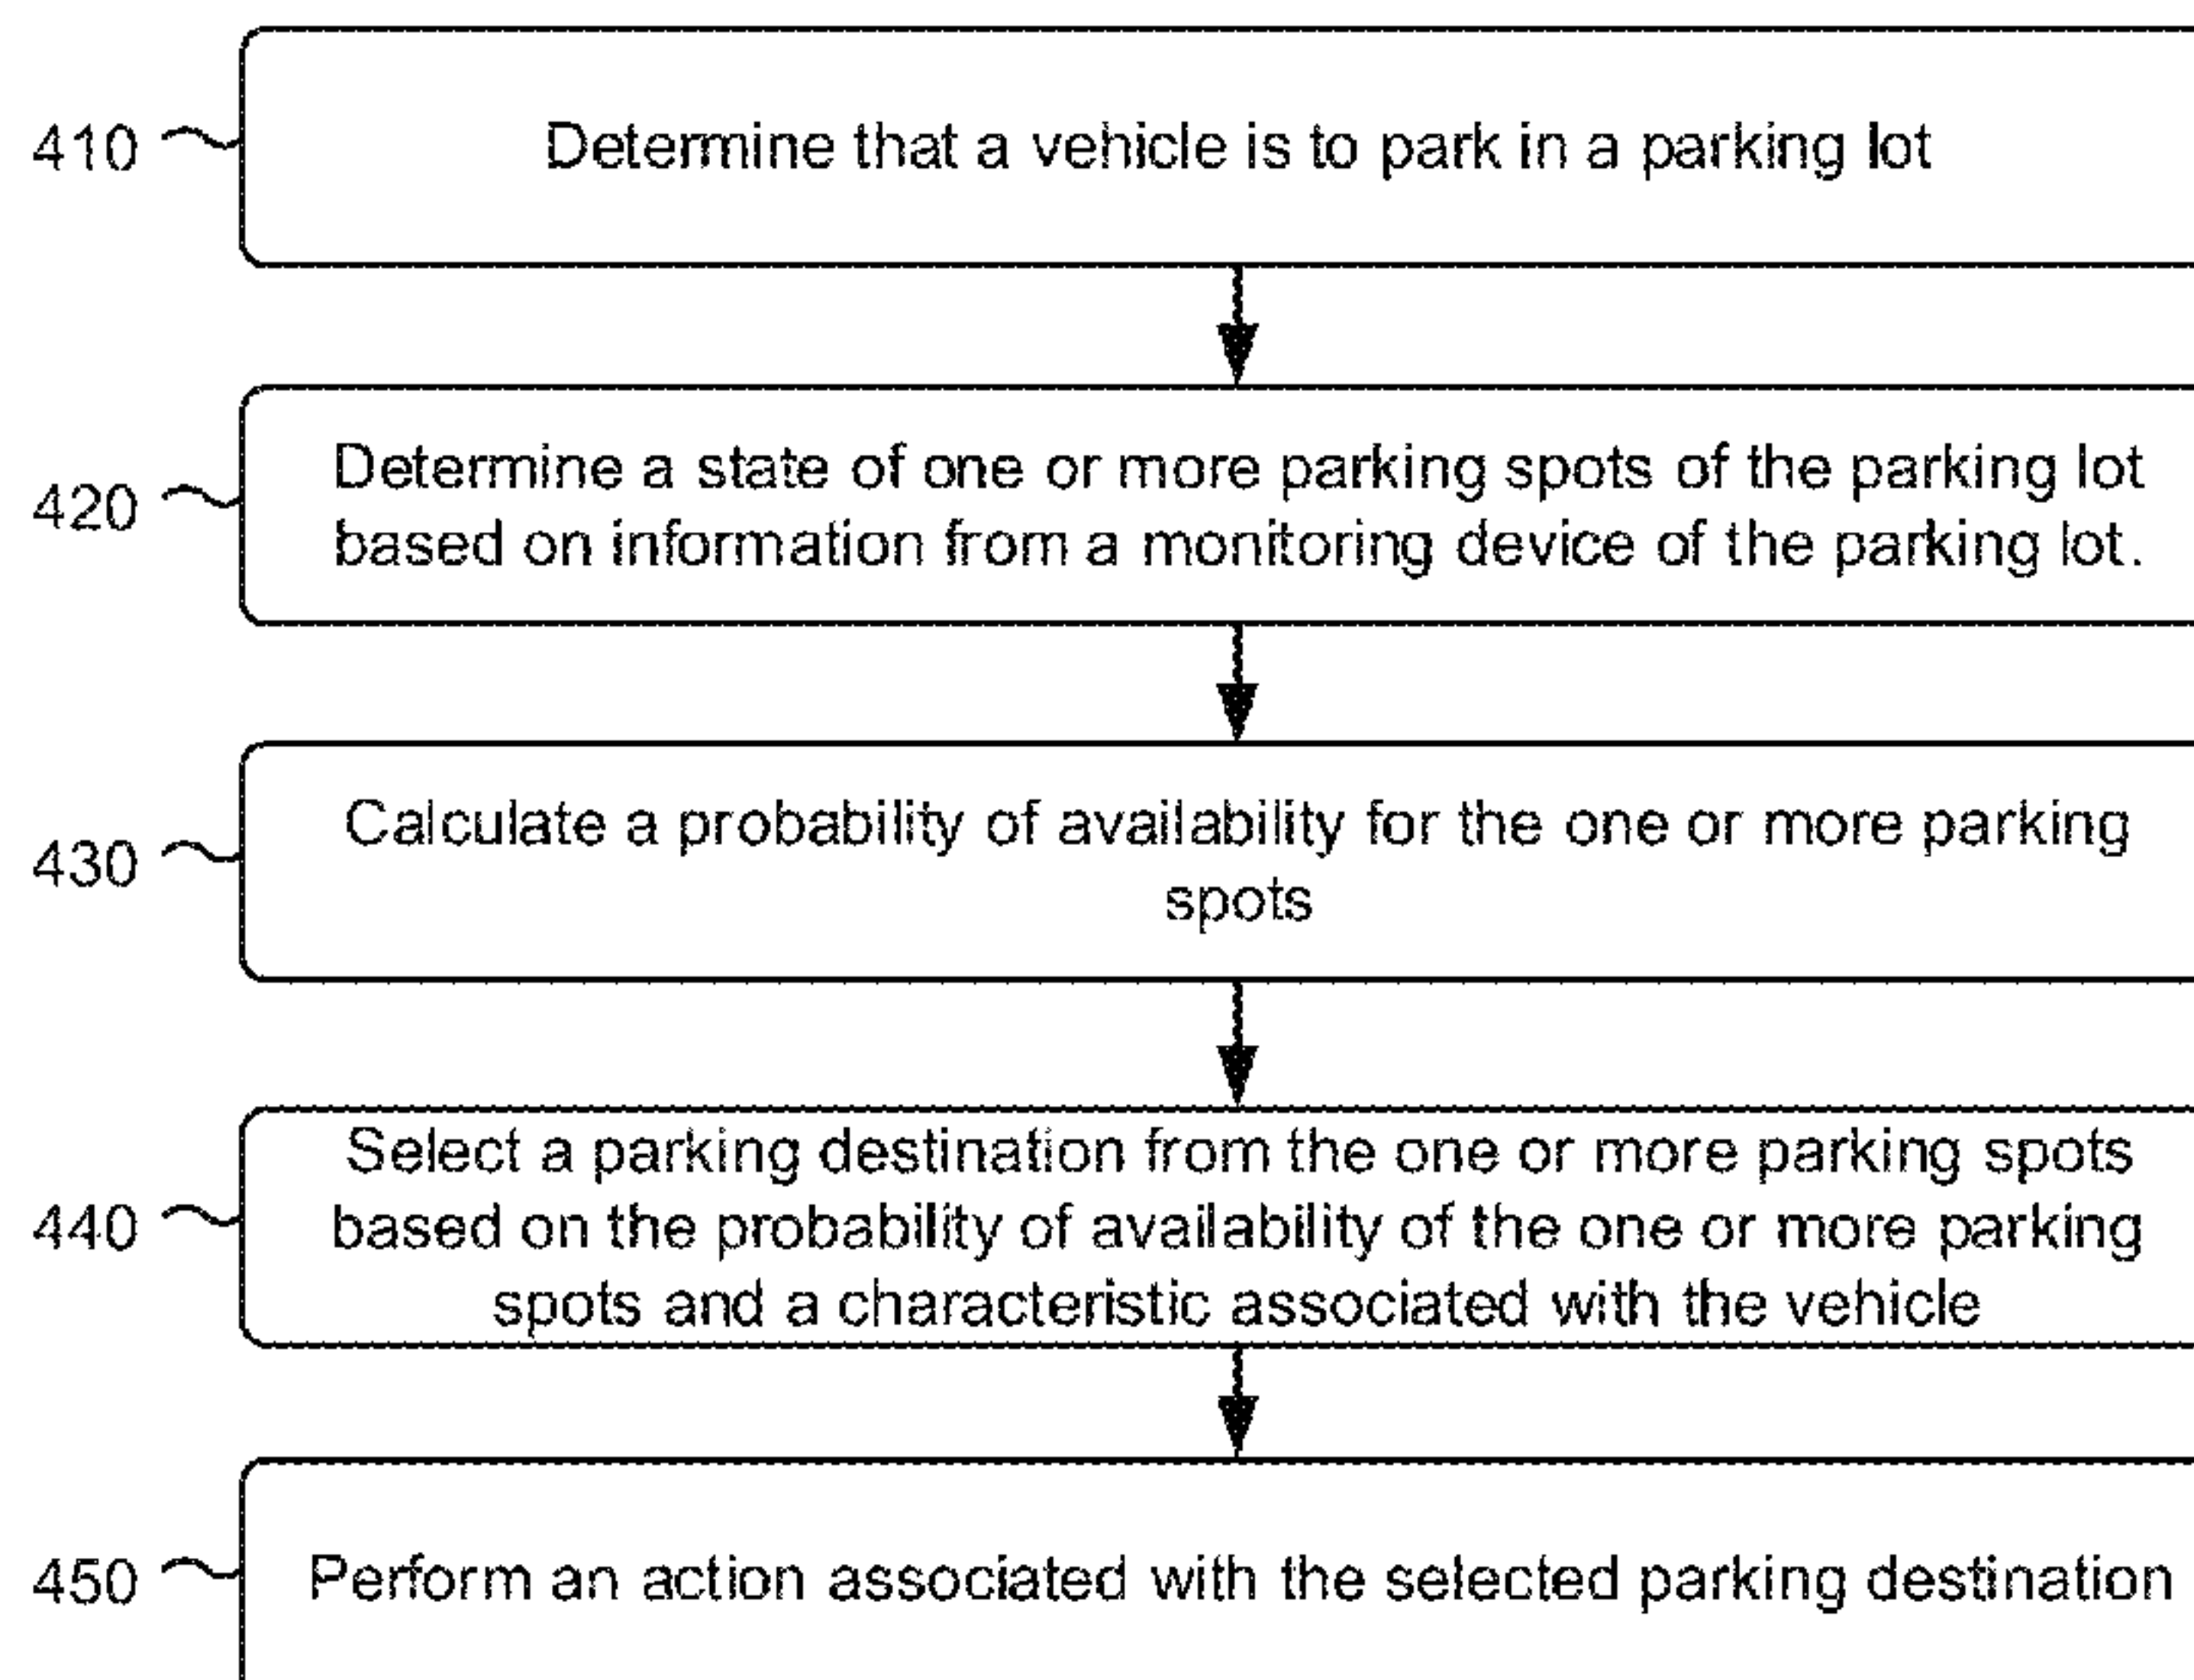 410
Determine that a vehicle is to park in a parking lot
420
Determine a state of one or more parking spots of the parking lot
based on information from a monitoring device of the parking lot.
430
Calculate a probability of availability for the one or more parking
spots
440
Select a parking destination from the one or more parking spots
based on the probability of availability of the one or more parking
spots and a characteristic associated with the vehicle
450
Perform an action associated with the selected parking destination